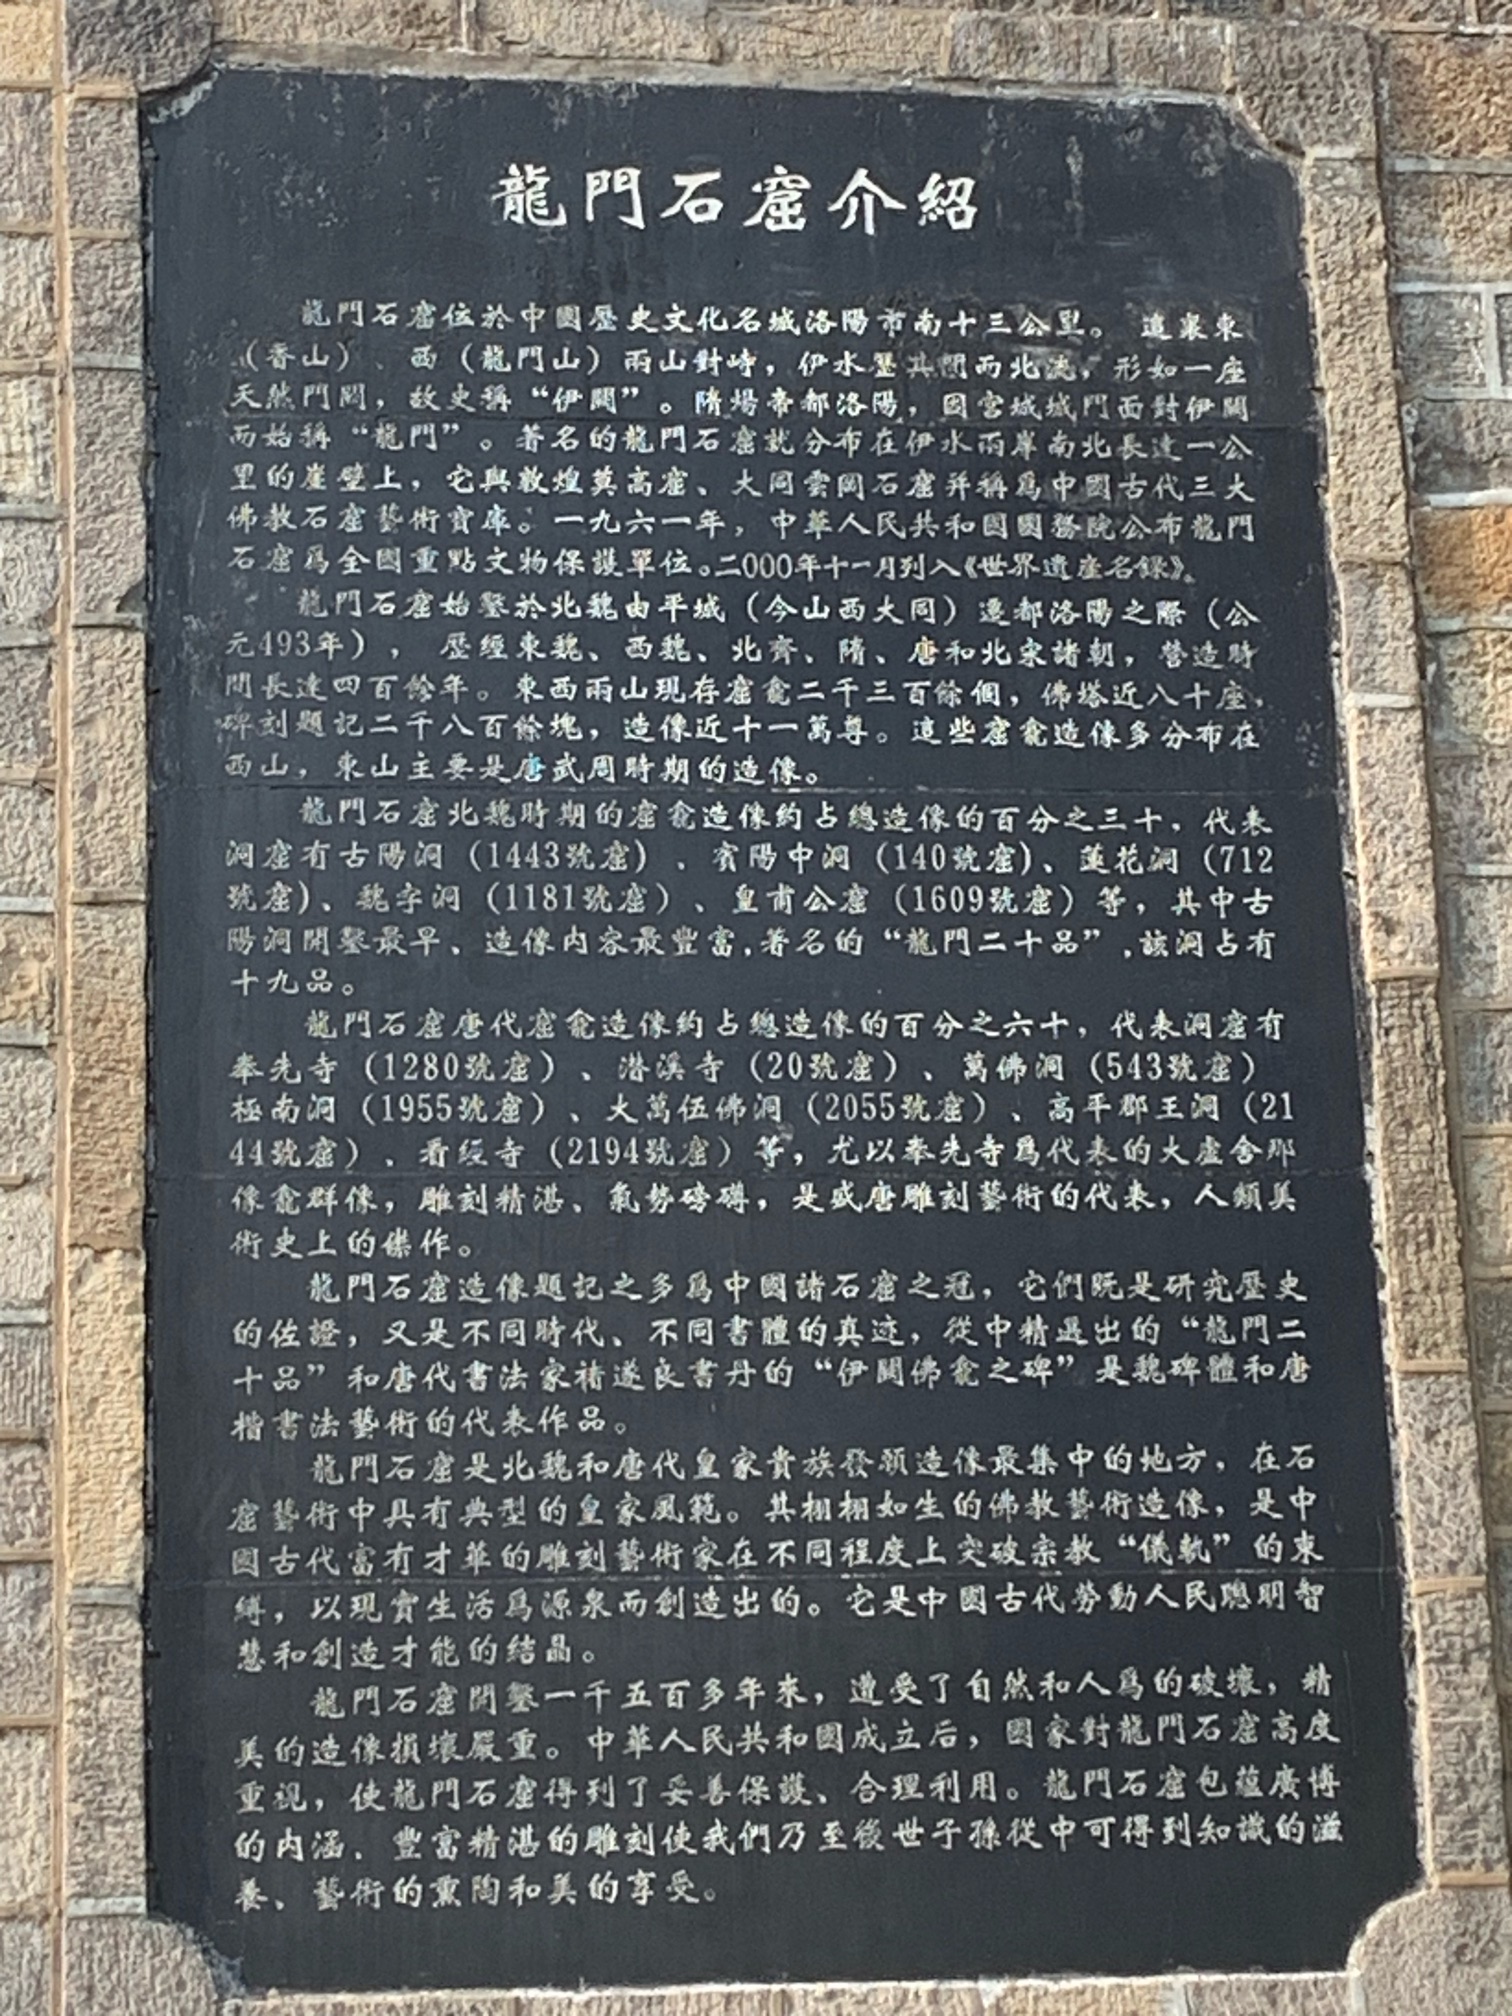 龍門石窟介紹
龍門石窟位於中國歷史文化名城洛陽市南十三公里。 這裏東
(香山)、西(龍門山)兩山對峙，伊水歷其間而北流，形如一座
天然門闕，故史稱“伊闕”。隋煬帝都洛陽，因宮城城門面對伊闕
而始稱“龍門”。著名的龍門石窟就分布在伊水兩岸南北長達一公
里的崖壁上，它與敦煌莫高窟、大同雲岡石窟并稱爲中國古代三大
佛教石窟藝術寶庫。一九六一年，中華人民共和國國務院公布龍門
石窟爲全國重點文物保護單位。二000年十一月列入《世界遺產名錄》。
龍門石窟始鑿於北魏由平城(今山西大同)遷都洛陽之際(公
元493年)， 歷經東魏、西魏、北齊、隋、唐和北宋諸朝，營造時
間長達四百餘年。東西兩山現存窟龕二千三百餘個，佛塔近八十座，
碑刻題記二千八百餘塊，造像近十一萬尊。這些窟龕造像多分布在
西山，東山主要是唐武周時期的造像。
龍門石窟北魏時期的窟龕造像約占總造像的百分之三十，代表
洞窟有古陽洞(1443號窟)、賓陽中洞(140號窟)、蓮花洞(712
號窟)、魏字洞(1181號窟)、皇甫公窟(1609號窟)等，其中古
陽洞開鑿最早、造像内容最豐富,著名的“龍門二十品”,該洞占有
十九品。
龍門石窟唐代窟龕造像約占總造像的百分之六十，代表洞窟有
奉先寺(1280號窟)、潛溪寺(20號窟)、萬佛洞(543號窟)
極南洞(1955號窟)、大萬伍佛洞(2055號窟)、高平郡王洞(21
44號窟)、看經寺(2194號窟)等，尤以奉先寺爲代表的大盧舍那
像龕群像，雕刻精湛、氣勢磅礴，是盛唐雕刻藝術的代表，人類美
術史上的傑作。
龍門石窟造像題記之多爲中國諸石窟之冠，它們既是研究歷史
的佐證，又是不同時代、不同書體的真迹，從中精選出的“龍門二
十品”和唐代書法家褚遂良書丹的“伊闕佛龕之碑”是魏碑體和唐
楷書法藝術的代表作品。
龍門石窟是北魏和唐代皇家貴族發願造像最集中的地方，在石
窟藝術中具有典型的皇家風範。其栩栩如生的佛教藝術造像，是中
國古代富有才華的雕刻藝術家在不同程度上突破宗教“儀軌”的束
縛，以現實生活爲源泉而創造出的。它是中國古代勞動人民聰明智
慧和創造才能的結晶。
龍門石窟開鑿一千五百多年來，遭受了自然和人爲的破壞，精
美的造像損壞嚴重。中華人民共和國成立后，國家對龍門石窟高度
重視，使龍門石窟得到了妥善保護、合理利用。龍門石窟包蘊廣博
的内涵、豐富精湛的雕刻使我們乃至後世子孫從中可得到知識的滋
養、藝術的熏陶和美的享受。